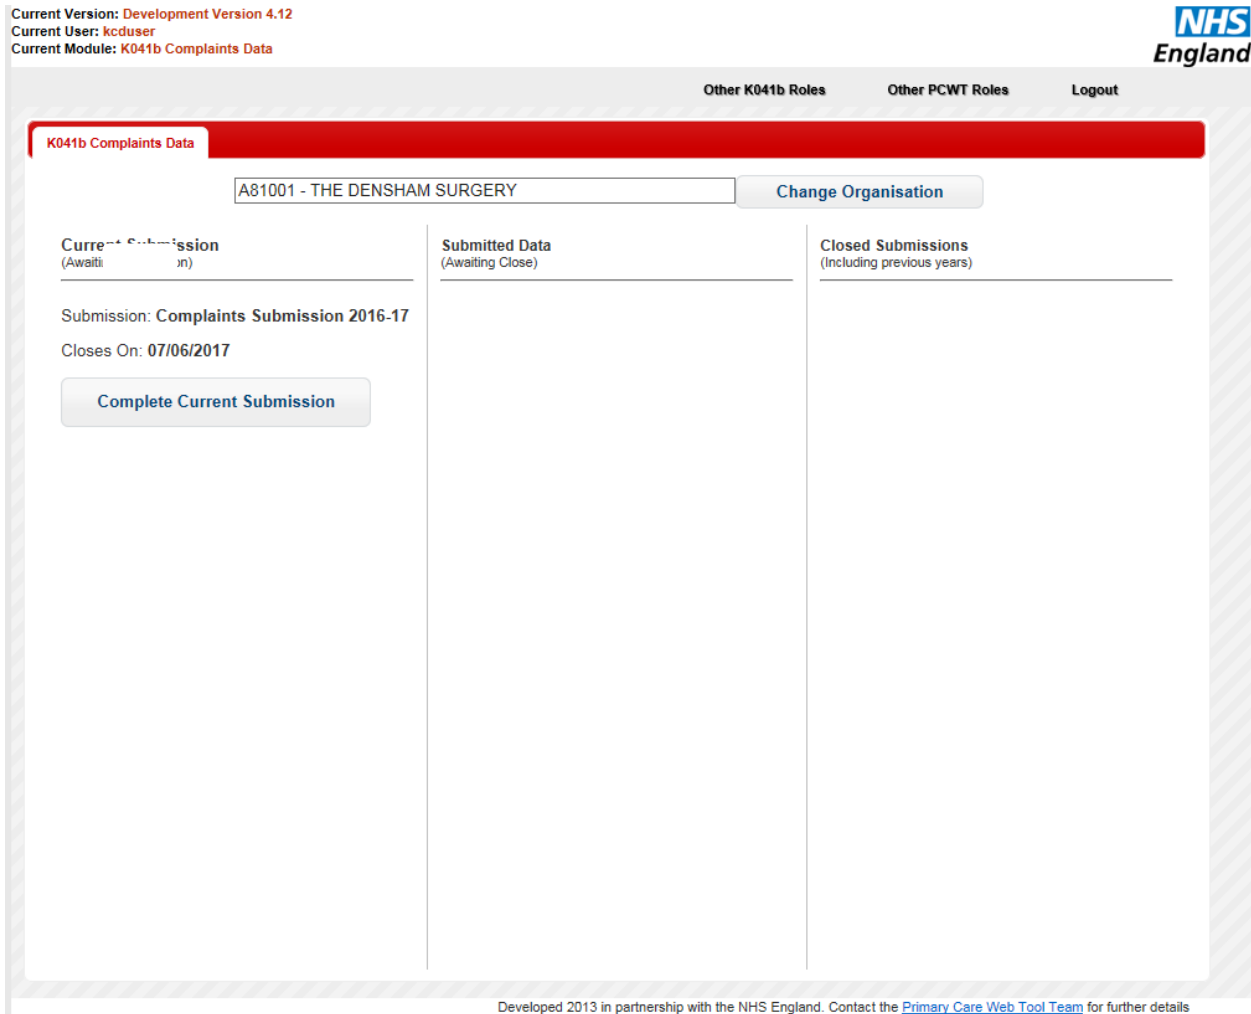 Current Version: Development Version 4.12
Current User: kcduser
Current Module: K041b Complaints Data
NHS
England
Other K041b Roles Other PCWT Roles Logout
K041b Complaints Data
A81001 - THE DENSHAM SURGERY Change Organisation
Current Submission
Submitted Data
(Awaiting Close)
Closed Submissions
(Including previous years)
Submission: Complaints Submission 2016-17
Closes On: 07/06/2017
Complete Current Submission
Developed 2013 in partnership with the NHS England. Contact the Primary Care Web Tool Team for further details